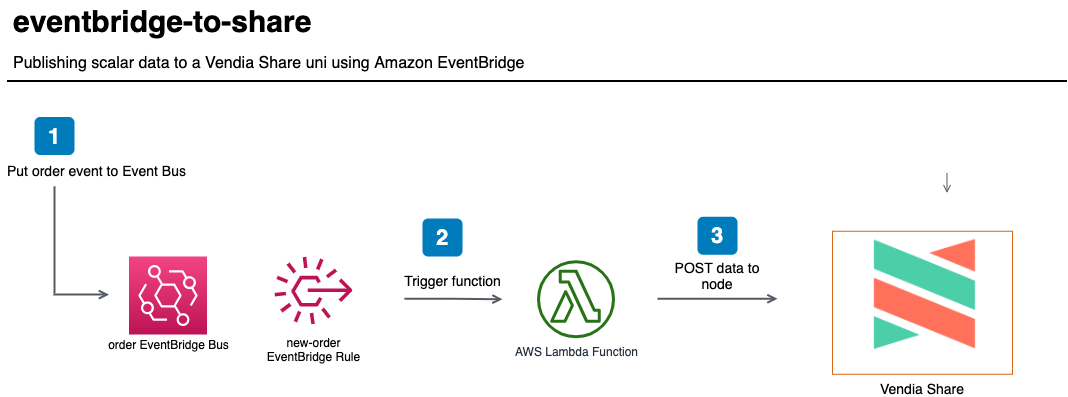 eventbridge-to-share
Publishing scalar data to a Vendia Share uni using Amazon EventBridge
1
Put order event to Event Bus
2
Trigger function
3
POST data to
node
order EventBridge Bus
new-order
EventBridge Rule
AWS Lambda Function
Vendia Share